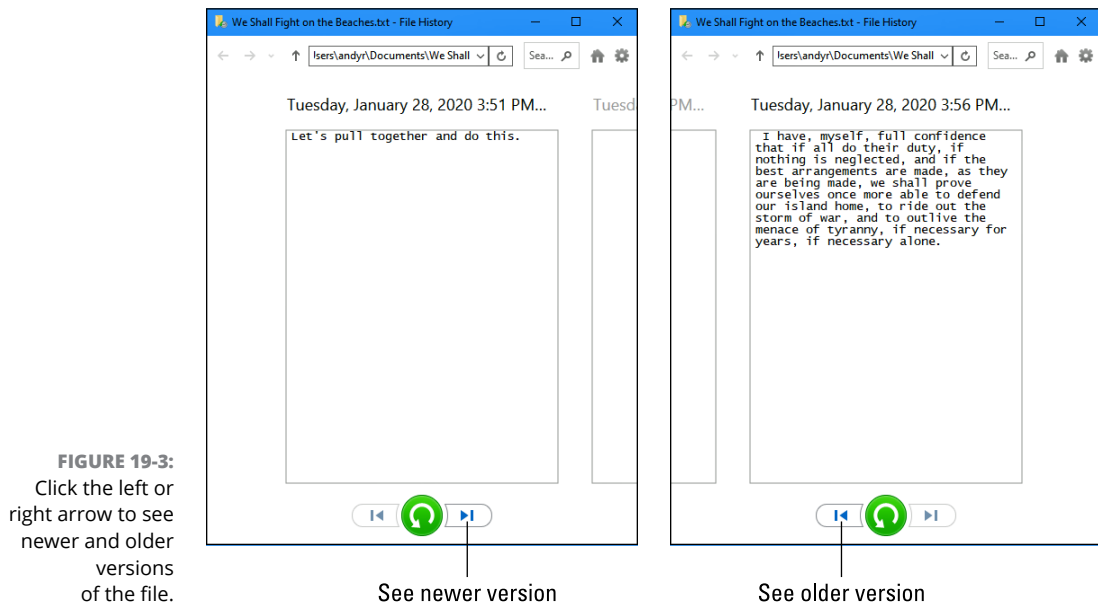 We Shall Fight on the Beaches.txt - File History
lsers\andyr\Documents\We Shall
Sea...
Tuesday, January 28, 2020 3:51 PM...
Tuesd
Let's pull together and do this.
We Shall Fight on the Beaches.txt - File History
lsers\andyr\Documents\We Shall
Sea...
PM...
Tuesday, January 28, 2020 3:56 PM...
I have, myself, full confidence
that if all do their duty, if
nothing is neglected, and if the
best arrangements are made, as they
are being made, we shall prove
ourselves once more able to defend
our island home, to ride out the
storm of war, and to outlive the
menace of tyranny, if necessary for
years, if necessary alone.
FIGURE 19-3:
Click the left or
right arrow to see
newer and older
versions
of the file.
See newer version
See older version